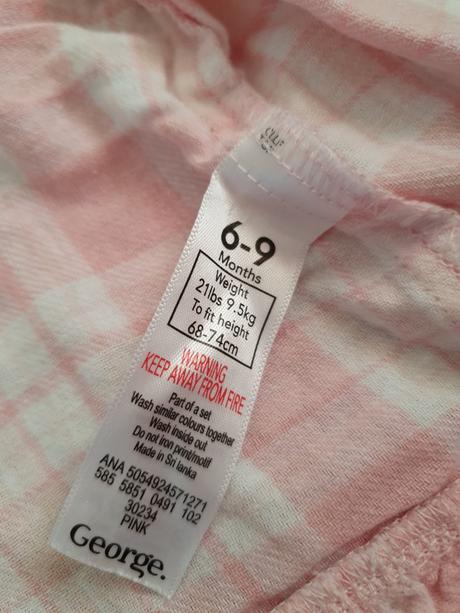 6-9
Months
Weight
21lbs 9.5kg
To fit height
68-74cm
WARNING
KEEP AWAY FROM FIRE
Part of a set
Wash similar colours together
Wash inside out
Do not iron print/motif
Made in Sri lanka
ANA 5054924571271
585 5851 0491 102
30234
PINK
George.